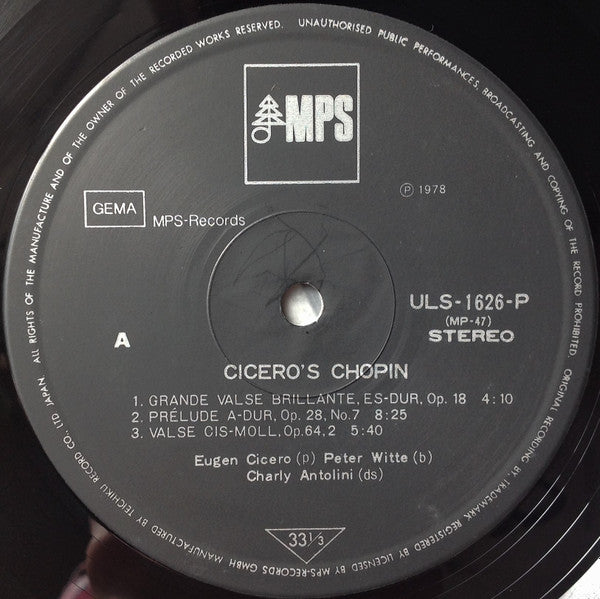 ALL RIGHTS OF THE MANUFACTURE AND OF THE OWNER OF THE RECORDED WORKS RESERVED. UNAUTHORISED PUBLIC PERFORMANCES, BROADCASTING AND COPYING OF THE RECORD PROHIBITED.
ORIGINAL RECORDING BY TRADEMARK REGISTERED BY LICENSED BY MPS-RECORDS GMBH. MANUFACTURED BY TEICHIKU RECORD CO., LTD JAPAN.
MPS
GEMA
MPS-Records
Ⓟ 1978
ULS-1626-P
(MP-47)
STEREO
A
CICERO'S CHOPIN
1. GRANDE VALSE BRILLANTE, ES-DUR, Op. 18 4:10
2. PRÉLUDE A-DUR, Op. 28, No.7 8:25
3. VALSE CIS-MOLL, Op.64, 2 5:40
Eugen Cicero (p) Peter Witte (b)
Charly Antolini (ds)
33 1/3